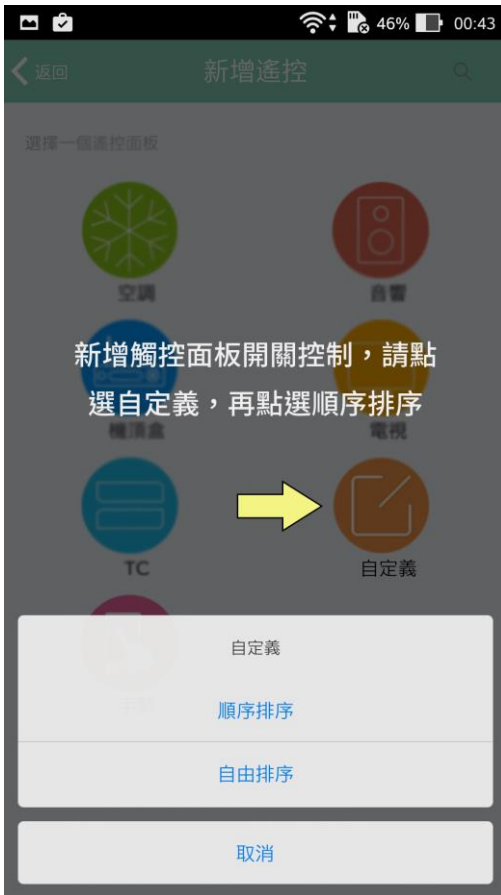 46% 00:43
返回 新增遙控
選擇一個遙控面板
空調 音響
新增觸控面板開關控制，請點
選自定義，再點選順序排序
機頂盒 電視
TC 自定義
自定義
順序排序
自由排序
取消